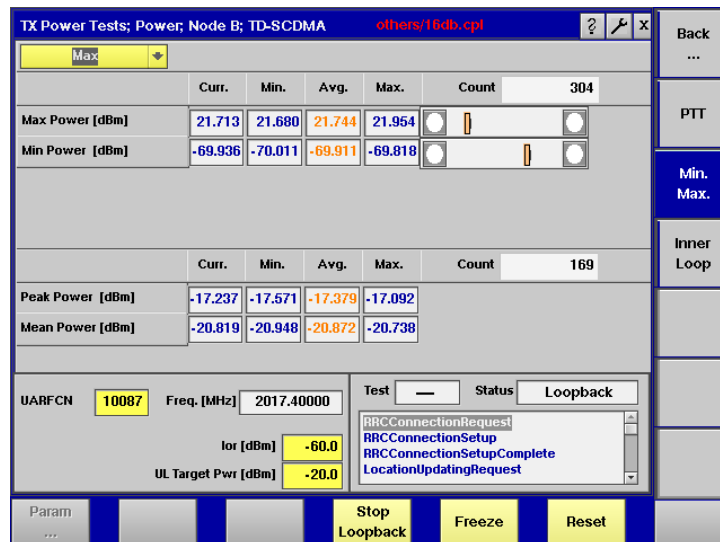 TX Power Tests; Power; Node B; TD-SCDMA others/16db.cpl ? x
Back
...
Max
Curr. Min. Avg. Max. Count 304
Max Power [dBm] 21.713 21.680 21.744 21.954
PTT
Min Power [dBm] -69.936 -70.011 -69.911 -69.818
Min.
Max.
Inner
Loop
Curr. Min. Avg. Max. Count 169
Peak Power [dBm] -17.237 -17.571 -17.379 -17.092
Mean Power [dBm] -20.819 -20.948 -20.872 -20.738
UARFCN 10087 Freq. [MHz] 2017.40000
Ior [dBm] -60.0
UL Target Pwr [dBm] -20.0
Test — Status Loopback
RRCConnectionRequest
RRCConnectionSetup
RRCConnectionSetupComplete
LocationUpdatingRequest
Param
...
Stop
Loopback
Freeze
Reset